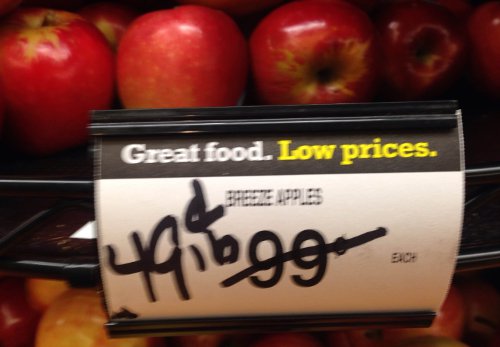 Great food. Low prices.
BREEZE APPLES
49¢ lb 99¢
EACH